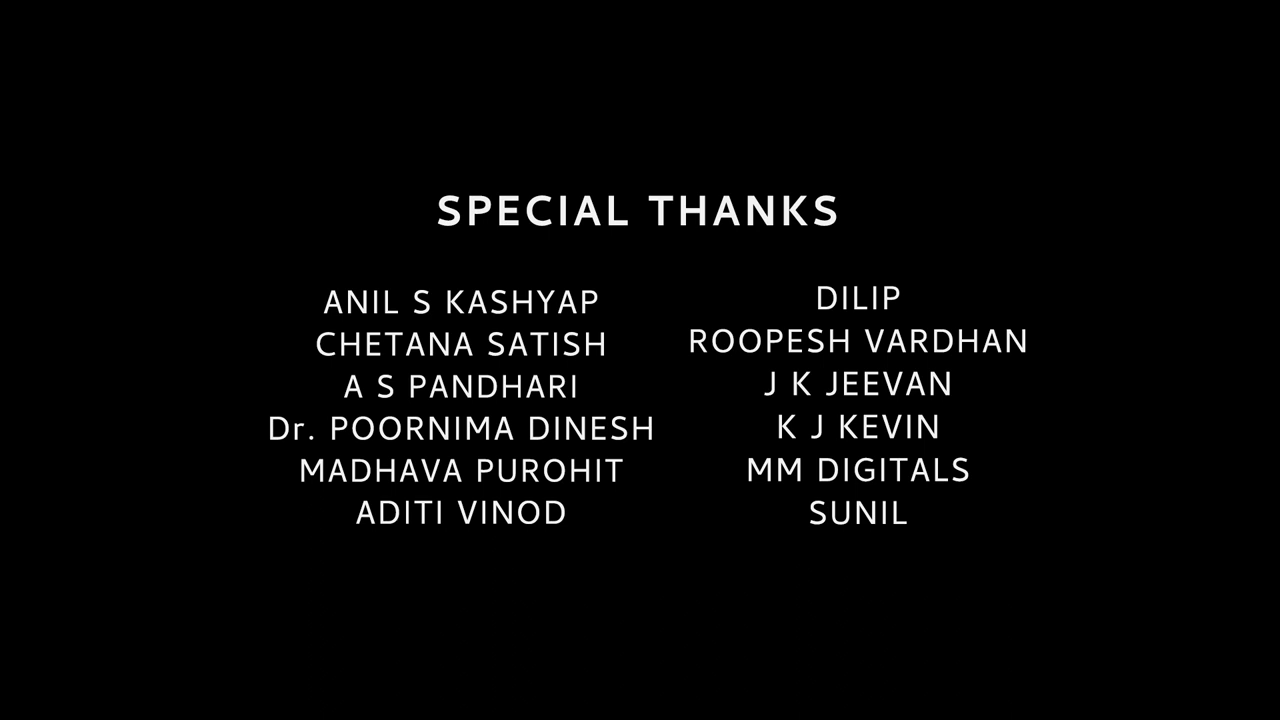 SPECIAL THANKS
ANIL S KASHYAP
CHETANA SATISH
A S PANDHARI
Dr. POORNIMA DINESH
MADHAVA PUROHIT
ADITI VINOD
DILIP
ROOPESH VARDHAN
J K JEEVAN
K J KEVIN
MM DIGITALS
SUNIL